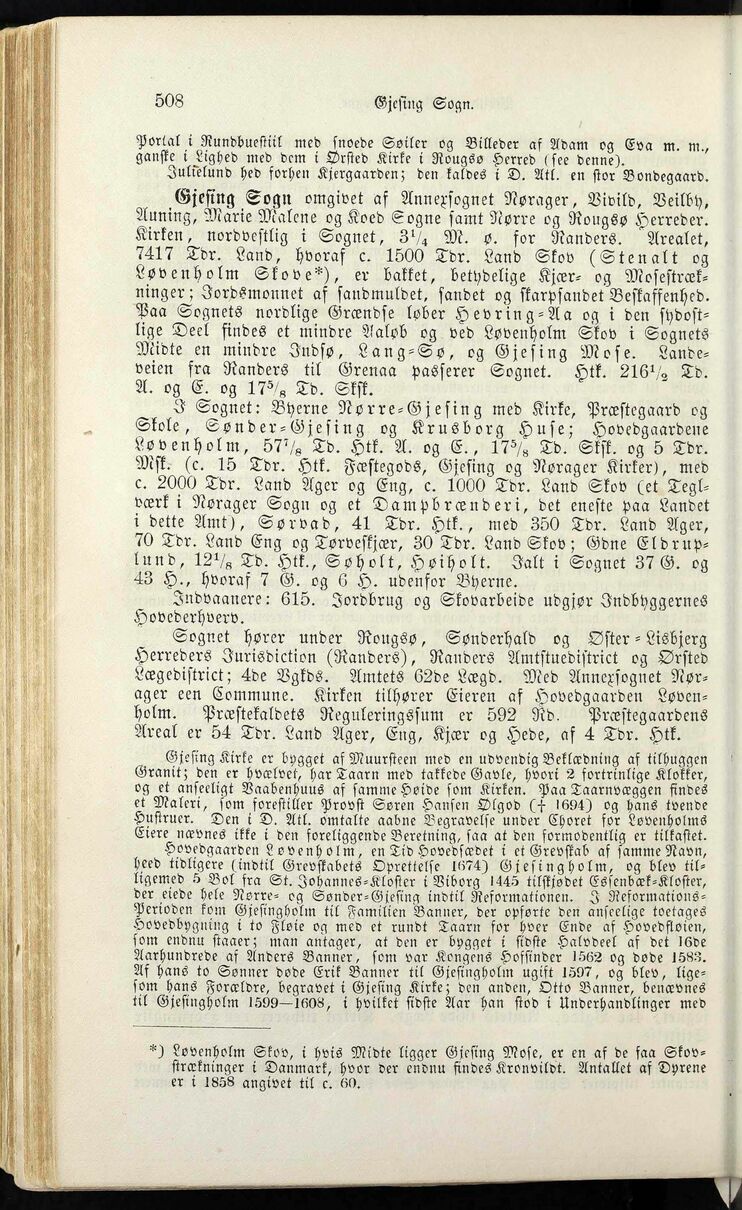 508 Gjesing Sogn.
Portal i Rundbuestiil med snoede Søiler og Billeder af Adam og Eva m. m.,
ganske i Lighed med dem i Ørsted Kirke i Rougsø Herred (see denne).
Julielund hed forhen Kjergaarden; den kaldes i D. Atl. en stor Bondegaard.
Gjesing Sogn omgivet af Annexsognet Nørager, Vivild, Veilby,
Auning, Marie Malene og Koed Sogne samt Nørre og Rougsø Herreder.
Kirken, nordvestlig i Sognet, 3¹/₄ M. ø. for Randers. Arealet,
7417 Tdr. Land, hvoraf c. 1500 Tdr. Land Skov (Stenalt og
Løvenholm Skove*), er bakket, betydelige Kjær- og Mosestræk-
ninger; Jordsmonnet af sandmuldet, sandet og skarpsandet Beskaffenhed.
Paa Sognets nordlige Grændse løber Hevring-Aa og i den sydost-
lige Deel findes et mindre Aaløb og ved Løvenholm Skov i Sognets
Midte en mindre Indsø, Lang-Sø, og Gjesing Mose. Lande-
veien fra Randers til Grenaa passerer Sognet. Htk. 216¹/₂ Td.
A. og E. og 17⁵/₈ Td. Sksk.
I Sognet: Byerne Nørre-Gjesing med Kirke, Præstegaard og
Skole, Sønder-Gjesing og Krusborg Huse; Hovedgaardene
Løvenholm, 57⁷/₈ Td. Htk. A. og E., 17⁵/₈ Td. Sksk. og 5 Tdr.
Msk. (c. 15 Tdr. Htk. Fæstegods, Gjesing og Nørager Kirker), med
c. 2000 Tdr. Land Ager og Eng, c. 1000 Tdr. Land Skov (et Tegl-
værk i Nørager Sogn og et Dampbrænderi, det eneste paa Landet
i dette Amt), Sørvad, 41 Tdr. Htk., med 350 Tdr. Land Ager,
70 Tdr. Land Eng og Tørveskjær, 30 Tdr. Land Skov; Gdne Eldrup-
lund, 12¹/₈ Td. Htk., Søholt, Høiholt. Ialt i Sognet 37 G. og
43 H., hvoraf 7 G. og 6 H. udenfor Byerne.
Indvaanere: 615. Jordbrug og Skovarbeide udgjør Indbyggernes
Hovederhverv.
Sognet hører under Rougsø, Sønderhald og Øster-Lisbjerg
Herreders Jurisdiction (Randers), Randers Amtstuedistrict og Ørsted
Lægedistrict; 4de Vgkds. Amtets 62de Lægd. Med Annexsognet Nør-
ager een Commune. Kirken tilhører Eieren af Hovedgaarden Løven-
holm. Præstekaldets Reguleringssum er 592 Rd. Præstegaardens
Areal er 54 Tdr. Land Ager, Eng, Kjær og Hede, af 4 Tdr. Htk.
Gjesing Kirke er bygget af Muursteen med en udvendig Beklædning af tilhuggen
Granit; den er hvælvet, har Taarn med takkede Gavle, hvori 2 fortrinlige Klokker,
og et anseeligt Vaabenhuus af samme Høide som Kirken. Paa Taarnvæggen findes
et Maleri, som forestiller Provst Søren Hansen Ølgod († 1694) og hans tvende
Hustruer. Den i D. Atl. omtalte aabne Begravelse under Choret for Løvenholms
Eiere nævnes ikke i den foreliggende Beretning, saa at den formodentlig er tilkastet.
Hovedgaarden Løvenholm, en Tid Hovedsædet i et Grevskab af samme Navn,
heed tidligere (indtil Grevskabets Oprettelse 1674) Gjesingholm, og blev til-
ligemed 5 Bol fra St. Johannes-Kloster i Viborg 1445 tilskjødet Essenbæk-Kloster,
der eiede hele Nørre- og Sønder-Gjesing indtil Reformationen. I Reformations-
Perioden kom Gjesingholm til Familien Banner, der opførte den anseelige toetages
Hovedbygning i to Fløie og med et rundt Taarn for hver Ende af Hovedfløien,
som endnu staaer; man antager, at den er bygget i sidste Halvdeel af det 16de
Aarhundrede af Anders Banner, som var Kongens Hofsinder 1562 og døde 1583.
Af hans to Sønner døde Erik Banner til Gjesingholm ugift 1597, og blev, lige-
som hans Forældre, begravet i Gjesing Kirke; den anden, Otto Banner, benævnes
til Gjesingholm 1599—1608, i hvilket sidste Aar han stod i Underhandlinger med
*) Løvenholm Skov, i hvis Midte ligger Gjesing Mose, er en af de faa Skov-
strækninger i Danmark, hvor der endnu findes Kronvildt. Antallet af Dyrene
er i 1858 angivet til c. 60.